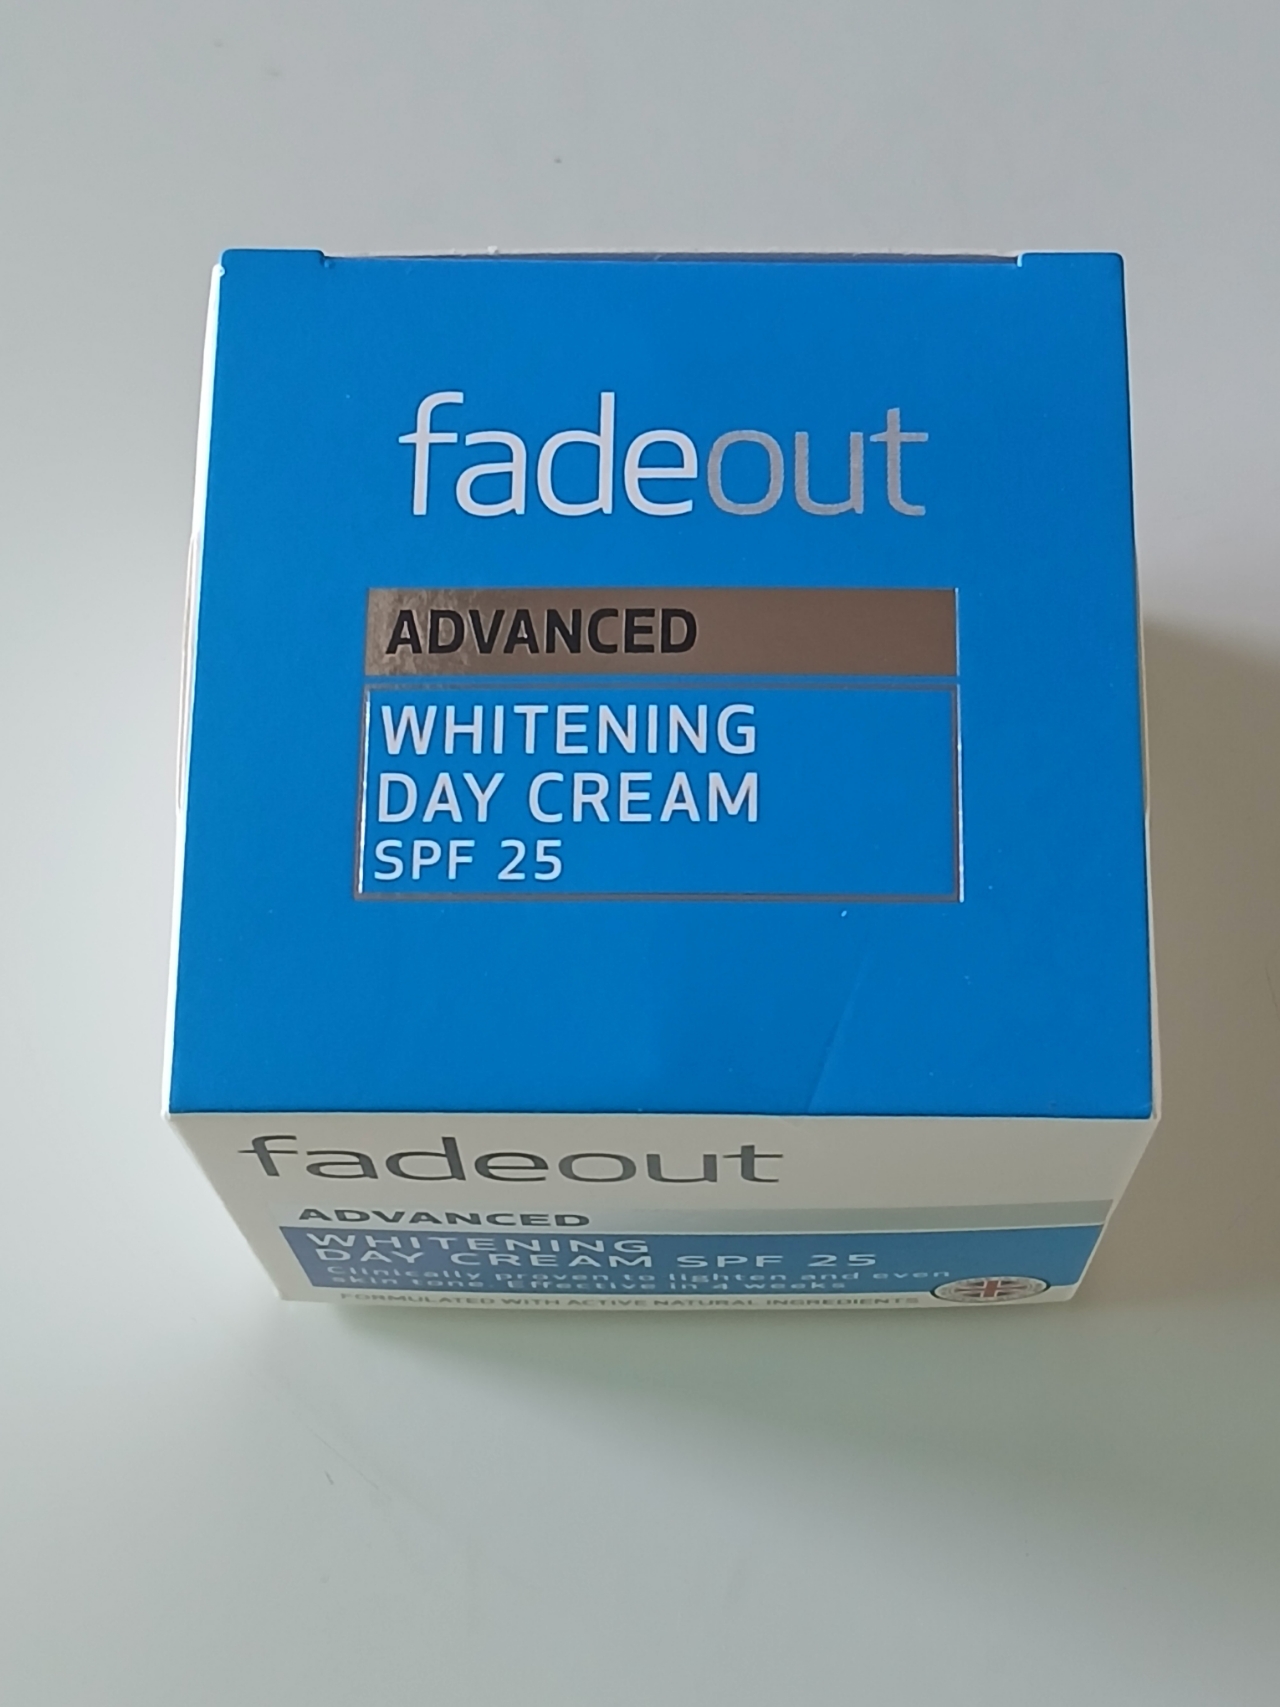 fadeout
ADVANCED
WHITENING
DAY CREAM
SPF 25
fadeout
ADVANCED
WHITENING
DAY CREAM SPF 25
Clinically proven to lighten and even
skin tone. Effective in 4 weeks
FORMULATED WITH ACTIVE NATURAL INGREDIENTS